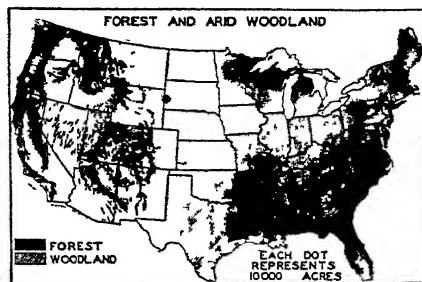 FOREST AND ARID WOODLAND
FOREST
WOODLAND
EACH DOT
REPRESENTS
10000 ACRES